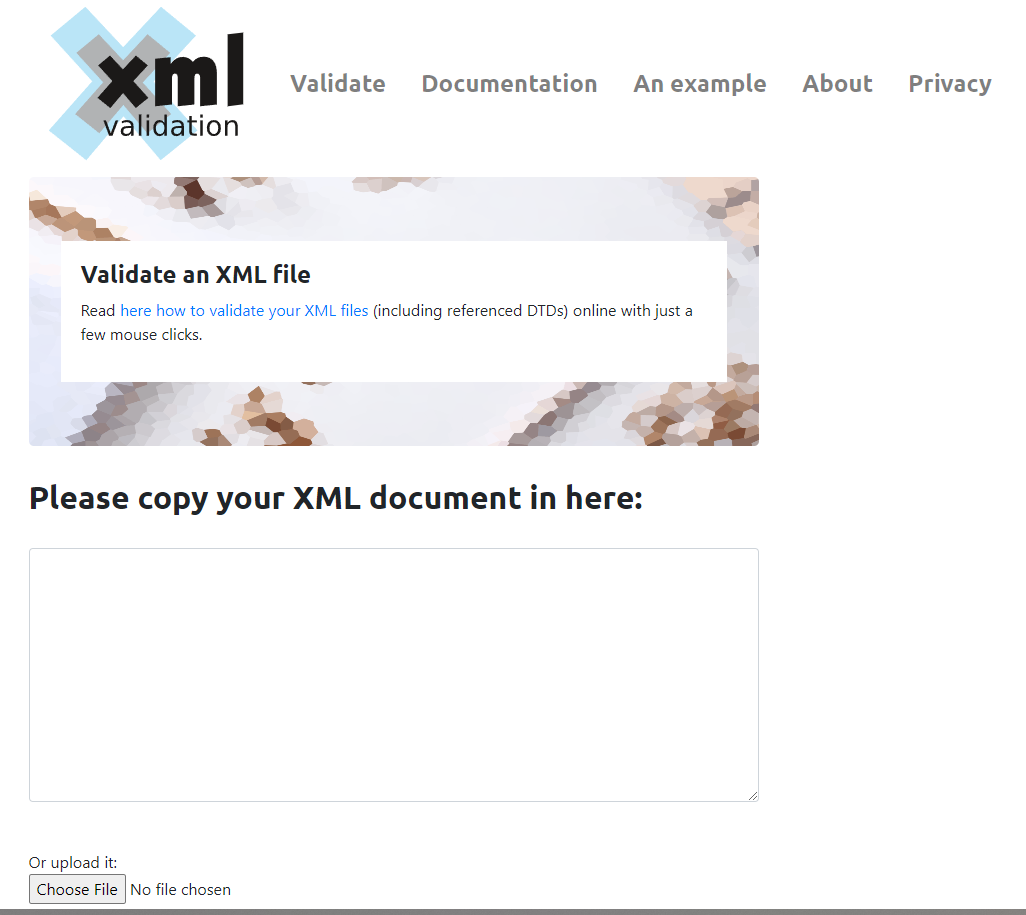 xml
validation
Validate Documentation An example About Privacy
Validate an XML file
Read here how to validate your XML files (including referenced DTDs) online with just a
few mouse clicks.
Please copy your XML document in here:
Or upload it:
Choose File No file chosen